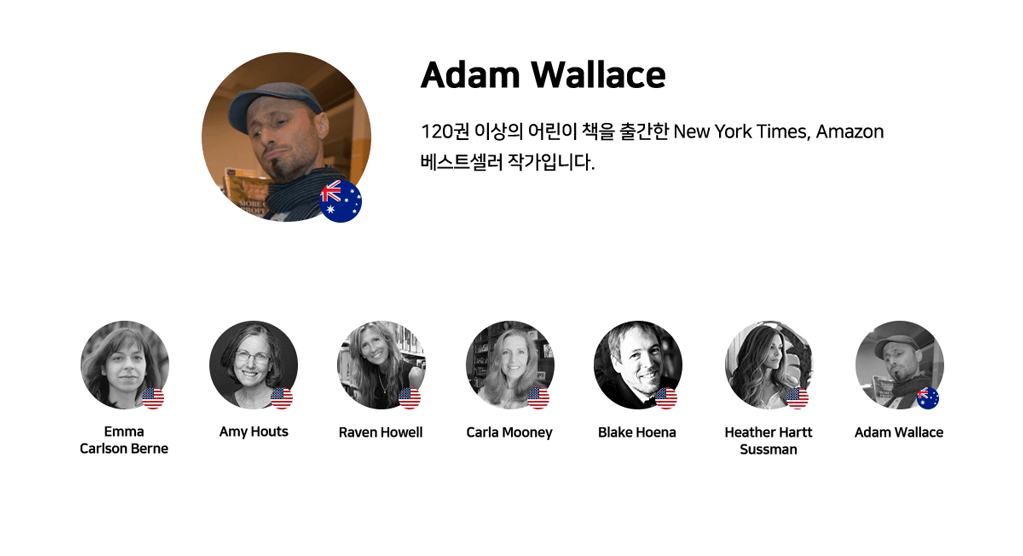 Adam Wallace
120권 이상의 어린이 책을 출간한 New York Times, Amazon
베스트셀러 작가입니다.
Emma
Carlson Berne
Amy Houts
Raven Howell
Carla Mooney
Blake Hoena
Heather Hartt
Sussman
Adam Wallace